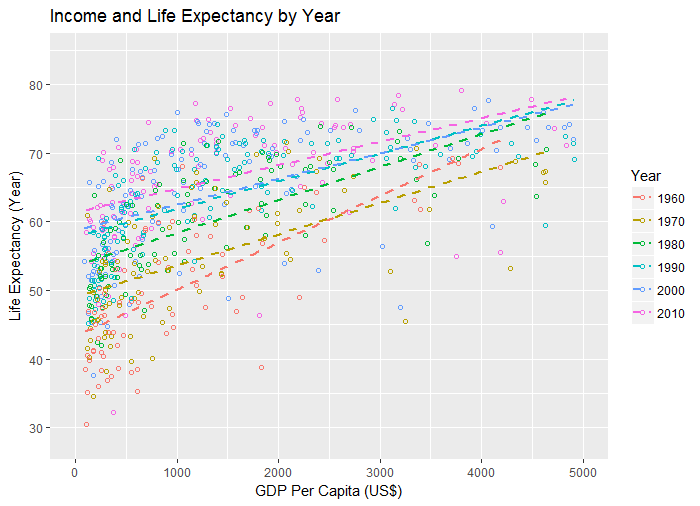 Income and Life Expectancy by Year
Life Expectancy (Year)
80
70
60
50
40
30
0 1000 2000 3000 4000 5000
GDP Per Capita (US$)
Year
1960
1970
1980
1990
2000
2010